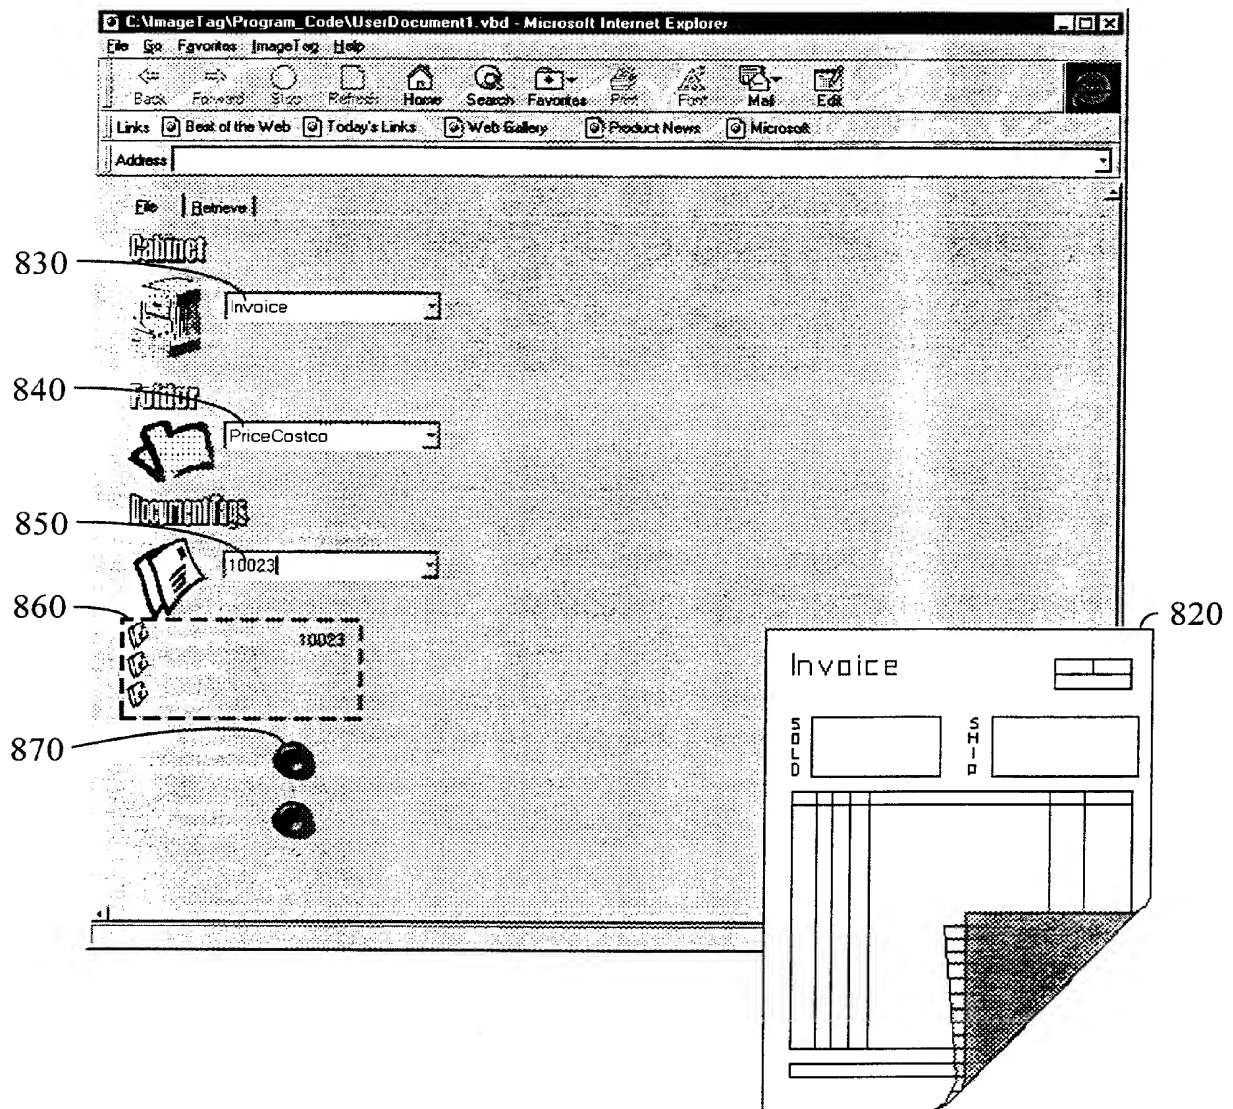 C:\ImageTag\Program_Code\UserDocument1.vbd - Microsoft Internet Explorer
File Go Favorites ImageTag Help
Back Forward Stop Refresh Home Search Favorites Print Font Mail Edit
Links Best of the Web Today's Links Web Gallery Product News Microsoft
Address
File Retrieve
Cabinet
830
Invoice
Folder
840
PriceCostco
DocumentTags
850
10023
860
10023
820
Invoice
SOLD SHIP
870